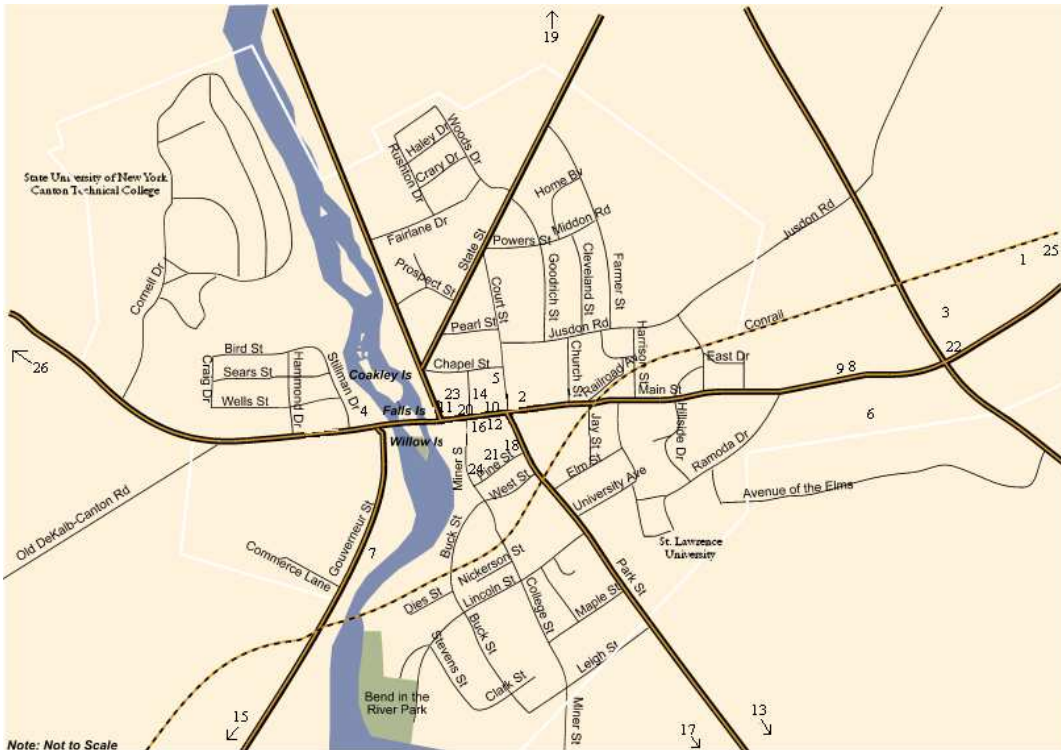 19
Haley Dr
Woods Dr
Crary Dr
Rushton Dr
State University of New York
Canton Technical College
Home Bv
Middon Rd
Fairlane Dr
Powers St
State St
Jusdon Rd
Goodrich St
Cleveland St
Farmer St
Cornell Dr
Prospect St
Court St
1
25
3
Pearl St
Jusdon Rd
Conrail
Harrison St
22
Bird St
Chapel St
Church St
Railroad Av
East Dr
26
Craig Dr
Sears St
Hammond Dr
Stillman Dr
Coakley Is
5
9
8
Wells St
23
14
2
Main St
4
Falls Is
11
20
10
6
Willow Is
16
12
Jay St
Hillside Dr
Ramoda Dr
18
21
Pine St
24
Elm St
Miner S
West St
University Ave
Avenue of the Elms
Old DeKalb-Canton Rd
Gouverneur St
Buck St
St. Lawrence
University
Commerce Lane
7
Nickerson St
Lincoln St
Park St
Dies St
College St
Maple St
Buck St
Stevens St
Leigh St
Clark St
Bend in the
River Park
Miner St
15
13
17
Note: Not to Scale